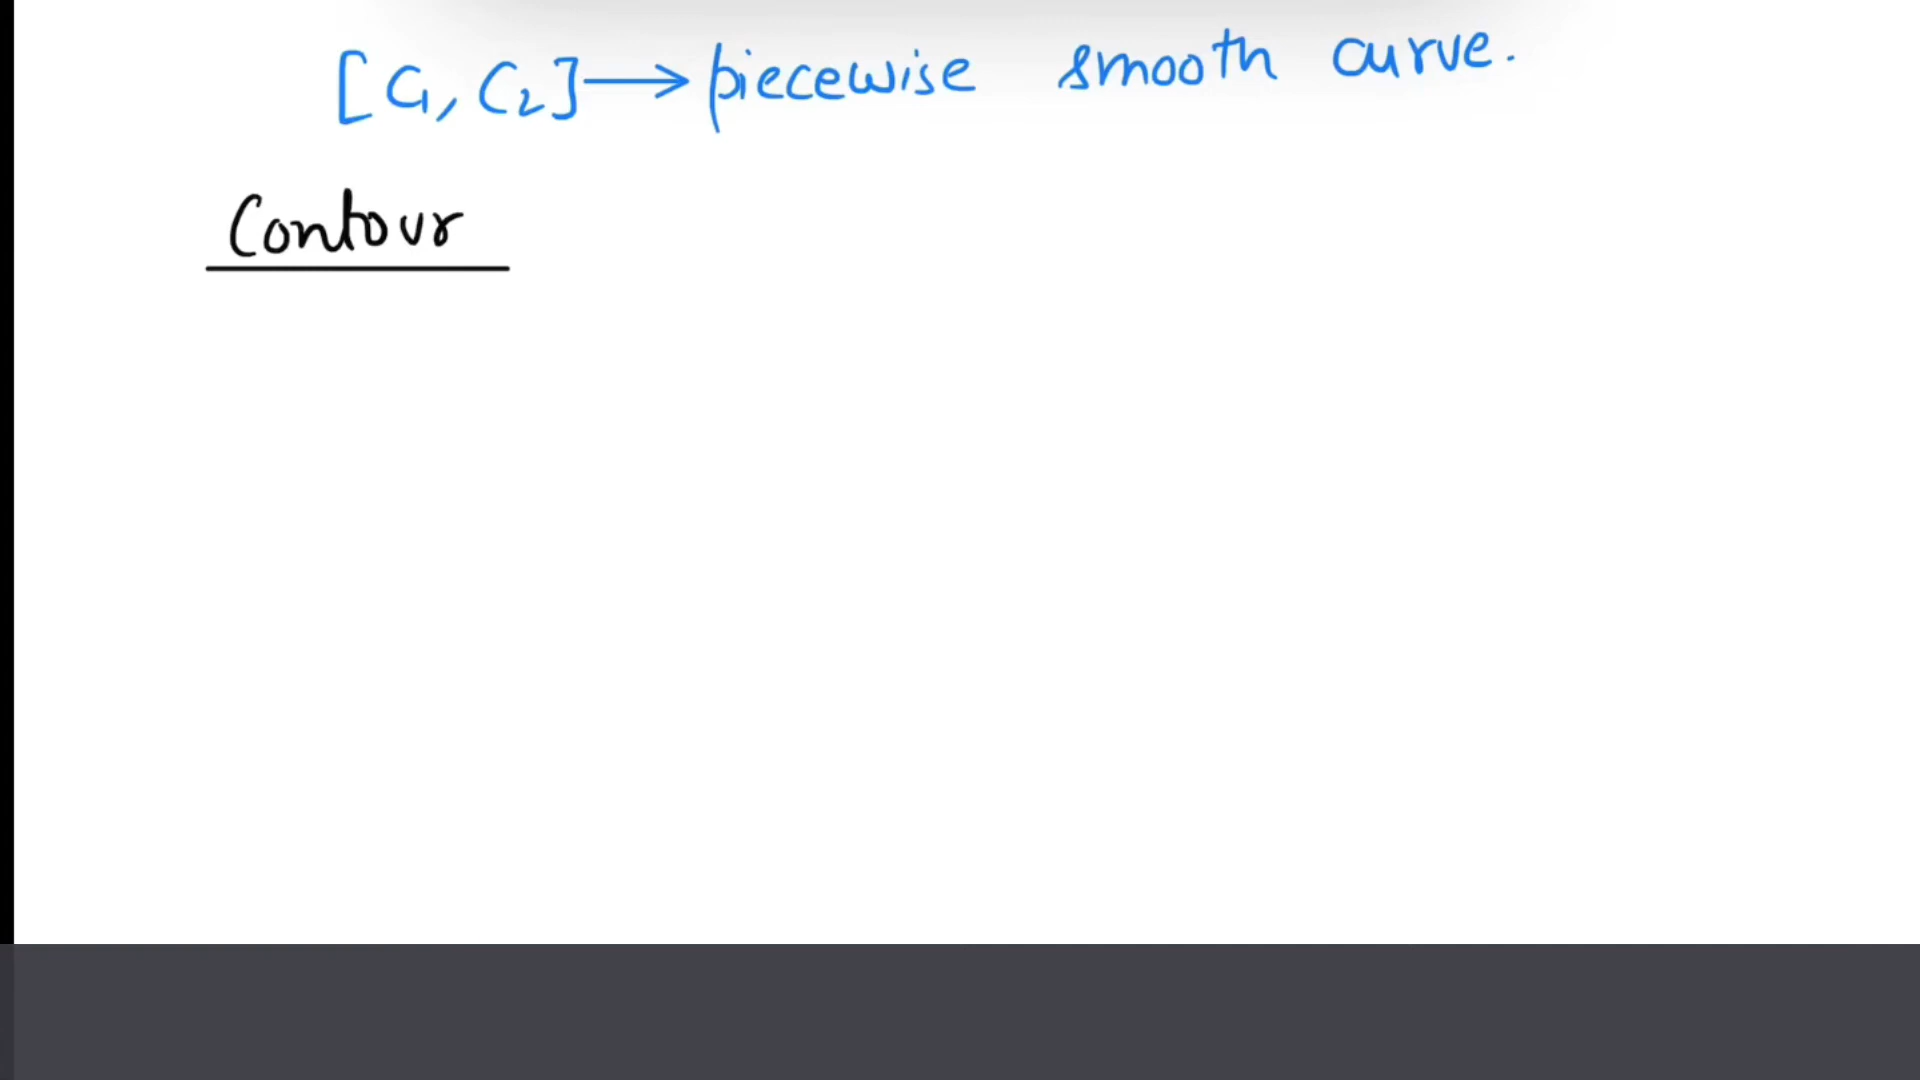 [C₁, C₂] → piecewise smooth curve.
Contour